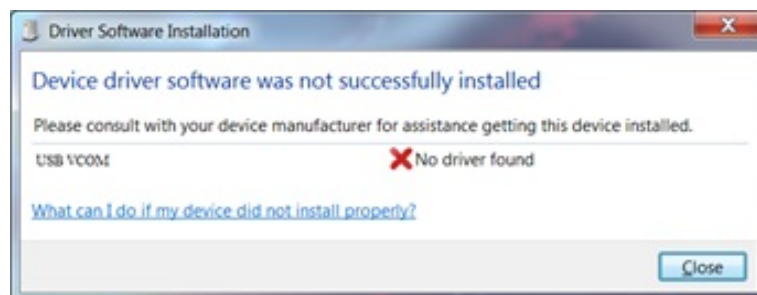 Driver Software Installation
Device driver software was not successfully installed
Please consult with your device manufacturer for assistance getting this device installed.
USB VCOM No driver found
What can I do if my device did not install properly?
Close